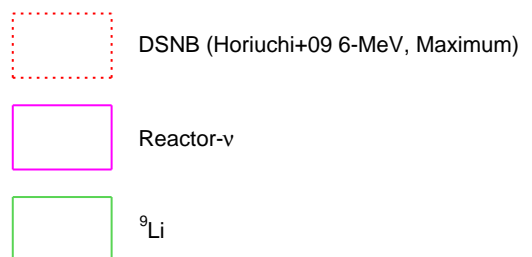 DSNB (Horiuchi+09 6-MeV, Maximum)
Reactor-ν
⁹Li